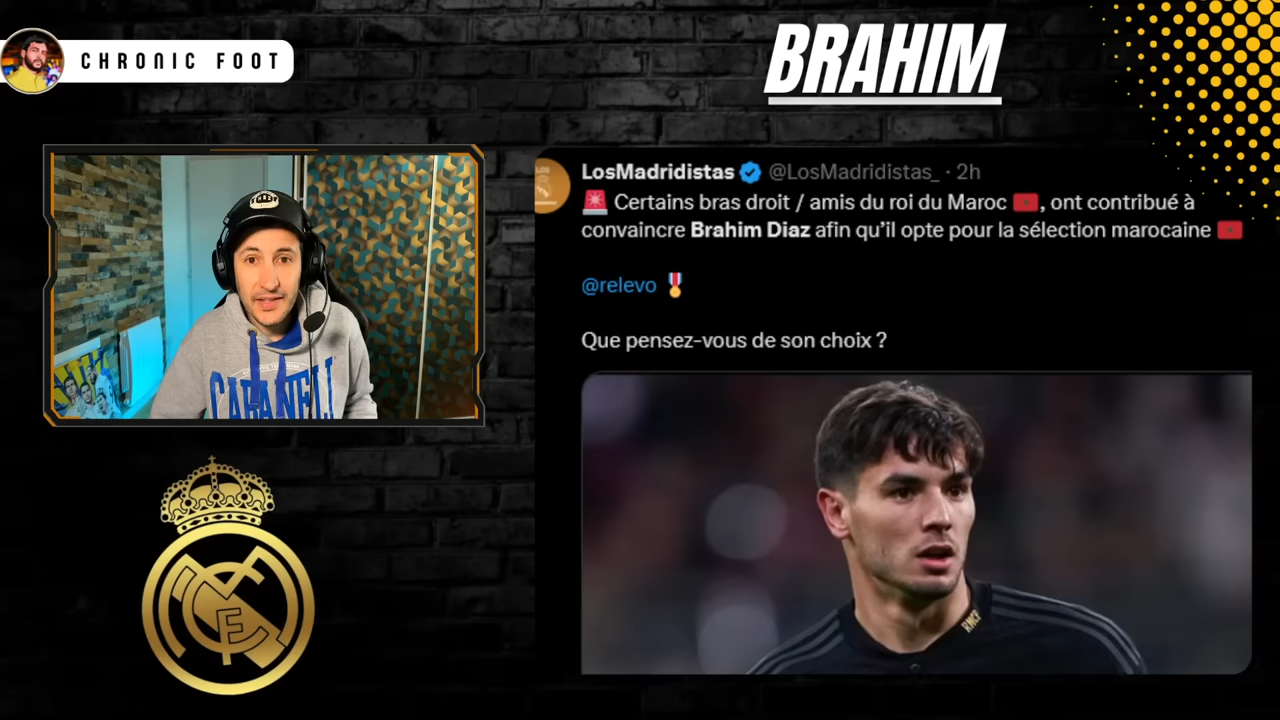 CHRONIC FOOT
BRAHIM
LosMadridistas @LosMadridistas_ · 2h
🚨 Certains bras droit / amis du roi du Maroc 🇲🇦, ont contribué à
convaincre Brahim Diaz afin qu'il opte pour la sélection marocaine 🇲🇦
@relevo 🎖
Que pensez-vous de son choix ?
RMCF